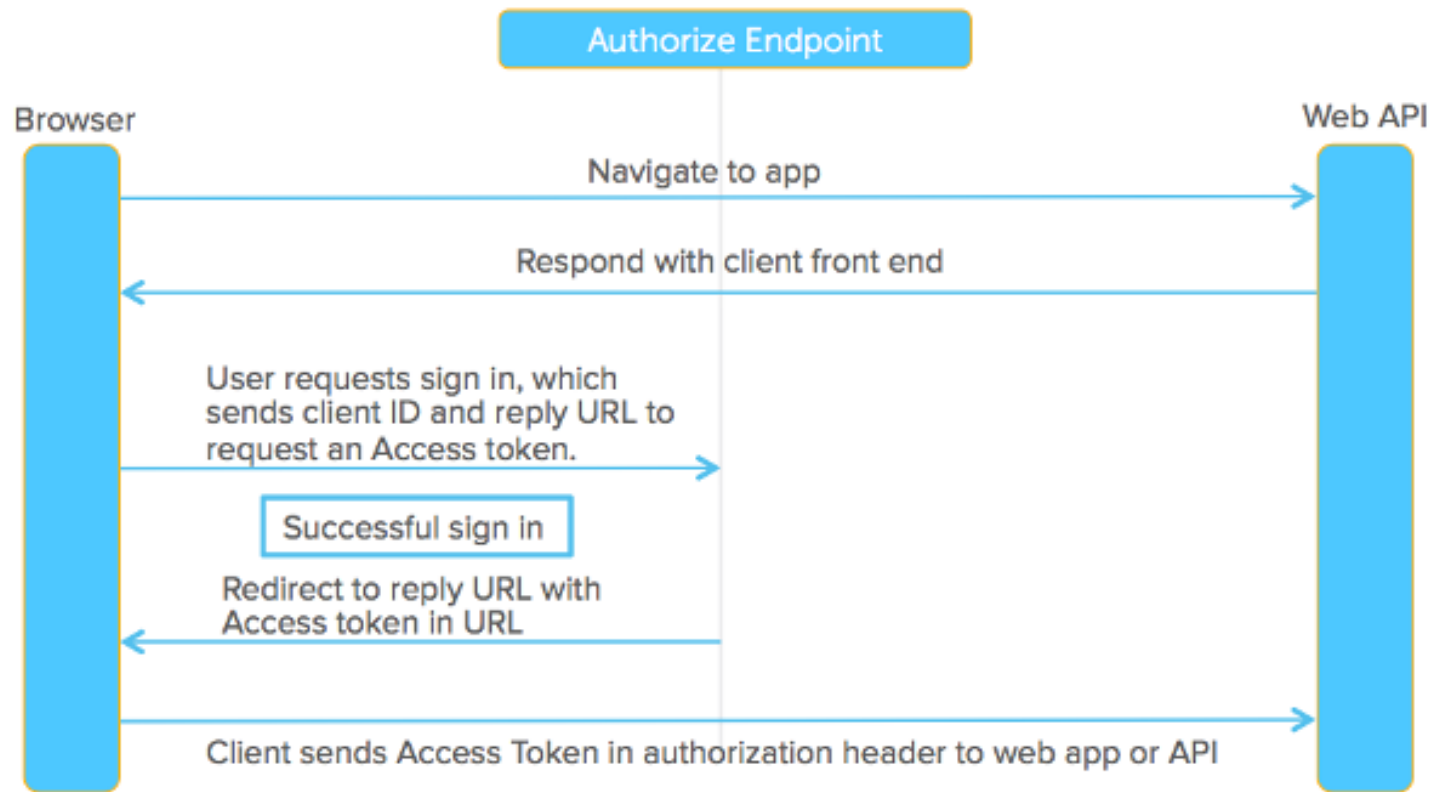 Authorize Endpoint
Browser
Web API
Navigate to app
Respond with client front end
User requests sign in, which
sends client ID and reply URL to
request an Access token.
Successful sign in
Redirect to reply URL with
Access token in URL
Client sends Access Token in authorization header to web app or API